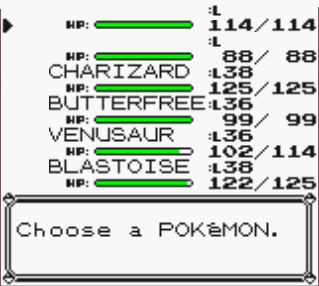 :L
HP: 114/114
:L
HP: 88/ 88
CHARIZARD :L38
HP: 125/125
BUTTERFREE:L36
HP: 99/ 99
VENUSAUR :L36
HP: 102/114
BLASTOISE :L38
HP: 122/125
Choose a POKéMON.